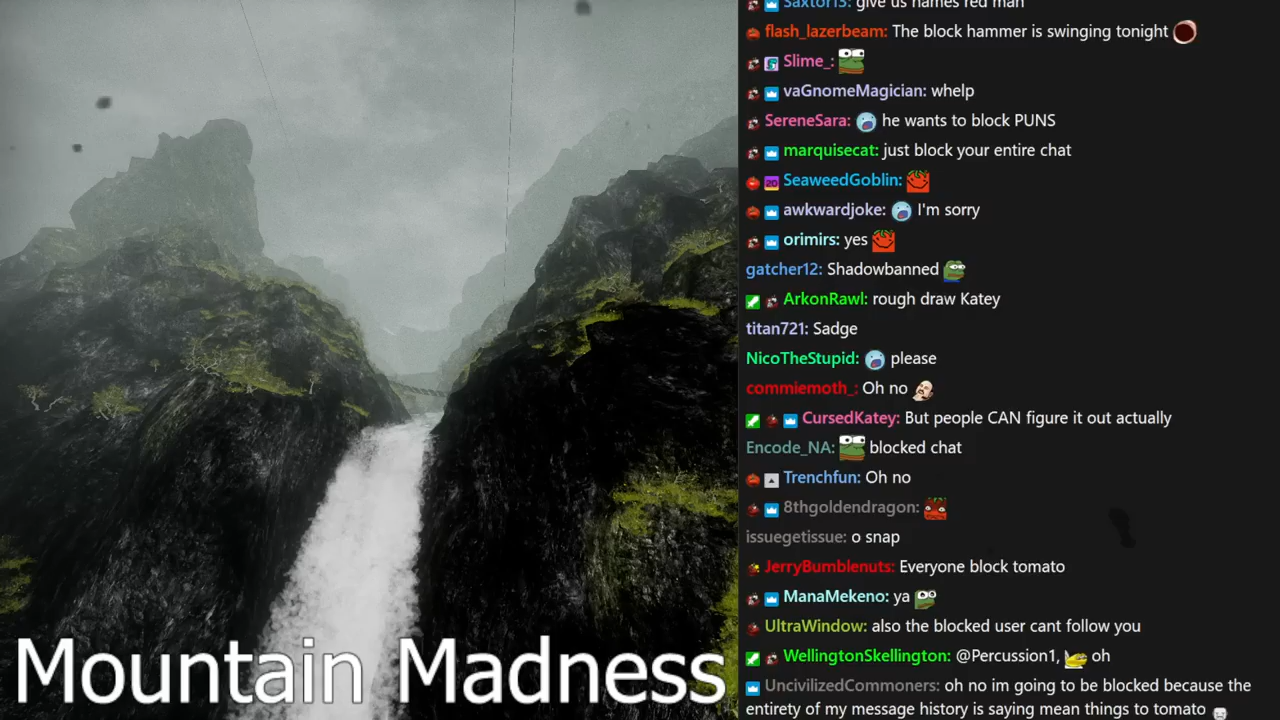 Saxtor13: give us names red man
flash_lazerbeam: The block hammer is swinging tonight
Slime_:
vaGnomeMagician: whelp
SereneSara: he wants to block PUNS
marquisecat: just block your entire chat
SeaweedGoblin:
awkwardjoke: I'm sorry
orimirs: yes
gatcher12: Shadowbanned
ArkonRawl: rough draw Katey
titan721: Sadge
NicoTheStupid: please
commiemoth_: Oh no
CursedKatey: But people CAN figure it out actually
Encode_NA: blocked chat
Trenchfun: Oh no
8thgoldendragon:
issuegetissue: o snap
JerryBumblenuts: Everyone block tomato
ManaMekeno: ya
UltraWindow: also the blocked user cant follow you
WellingtonSkellington: @Percussion1, oh
UncivilizedCommoners: oh no im going to be blocked because the
entirety of my message history is saying mean things to tomato
Mountain Madness